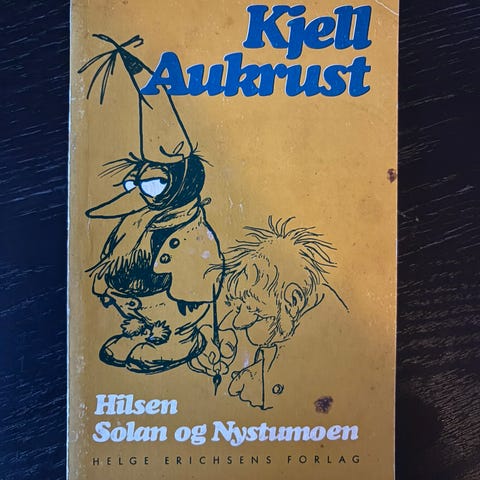 Kjell
Aukrust
Hilsen
Solan og Nystumoen
HELGE ERICHSENS FORLAG